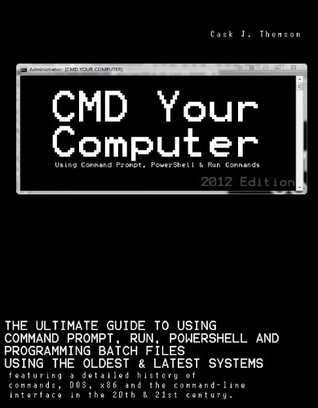 Cask J. Thomson
Administrator: [CMD YOUR COMPUTER]
CMD Your
Computer
Using Command Prompt, PowerShell & Run Commands
2012 Edition
THE ULTIMATE GUIDE TO USING
COMMAND PROMPT, RUN, POWERSHELL AND
PROGRAMMING BATCH FILES
USING THE OLDEST & LATEST SYSTEMS
featuring a detailed history of
commands, DOS, x86 and the command-line
interface in the 20th & 21st century.